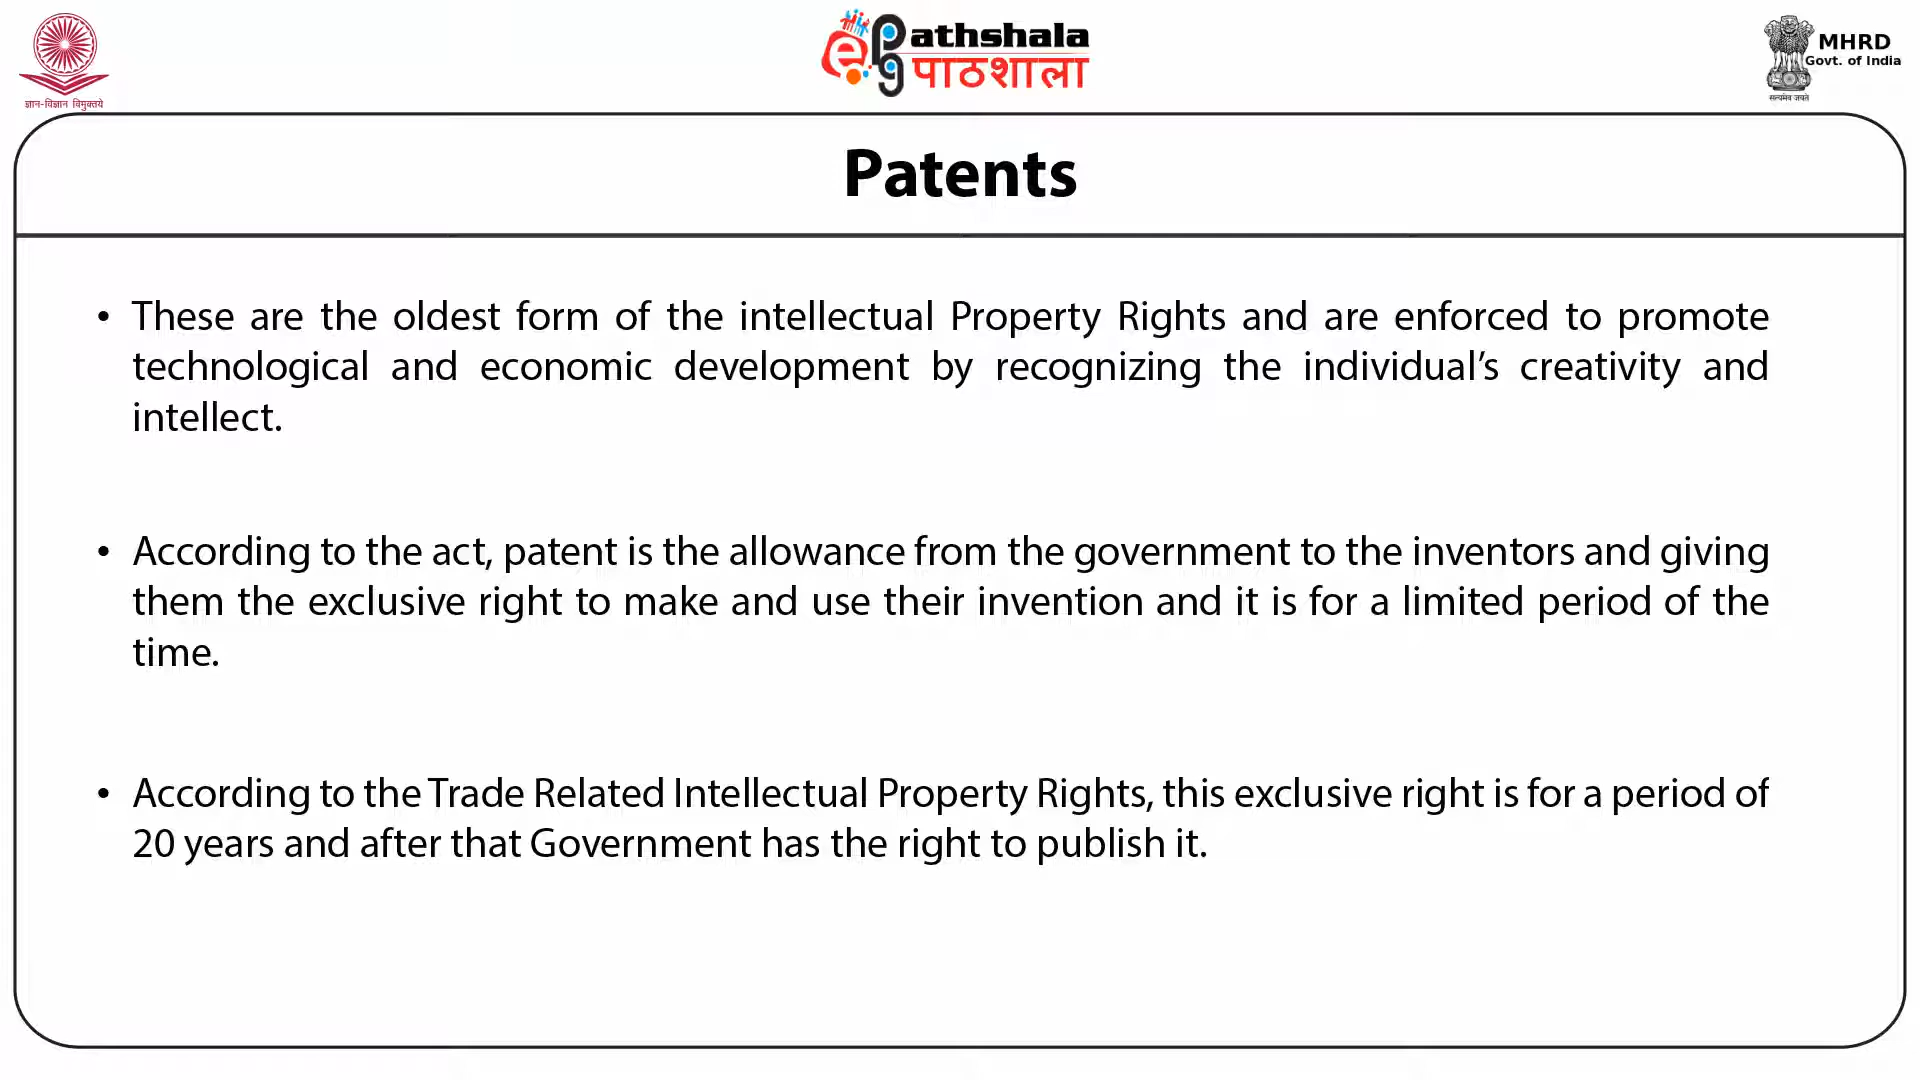 ज्ञान-विज्ञान विमुक्तये
ePG athshala
पाठशाला
MHRD
Govt. of India
सत्यमेव जयते
Patents
• These are the oldest form of the intellectual Property Rights and are enforced to promote
technological and economic development by recognizing the individual’s creativity and
intellect.
• According to the act, patent is the allowance from the government to the inventors and giving
them the exclusive right to make and use their invention and it is for a limited period of the
time.
• According to the Trade Related Intellectual Property Rights, this exclusive right is for a period of
20 years and after that Government has the right to publish it.